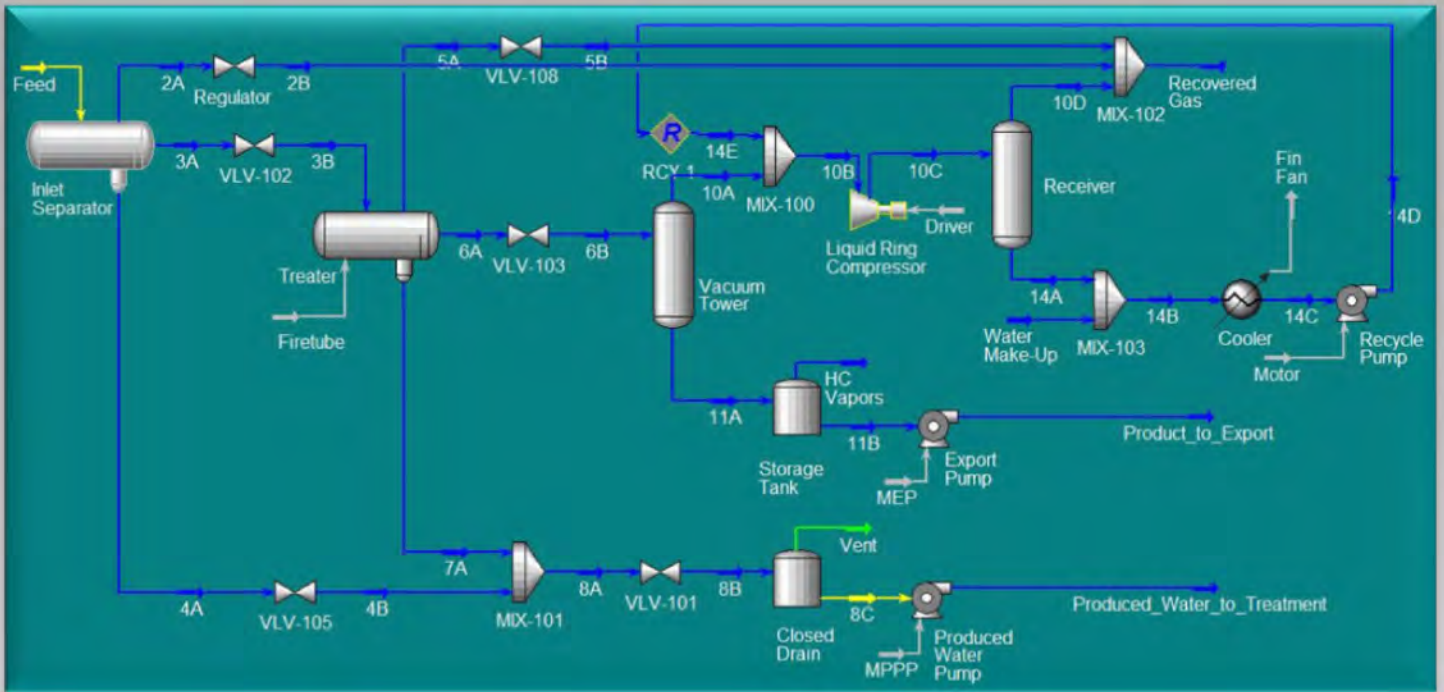 5A
VLV-108
5B
Feed
2A
Regulator
2B
10D
MIX-102
Recovered
Gas
3A
VLV-102
3B
R
RCY 1
14E
10A
MIX-100
10B
10C
Receiver
Fin
Fan
Inlet
Separator
Liquid Ring
Compressor
Driver
4D
6A
VLV-103
6B
Treater
Firetube
Vacuum
Tower
14A
Water
Make-Up
MIX-103
14B
Cooler
14C
Recycle
Pump
Motor
HC
Vapors
11A
11B
Storage
Tank
MEP
Export
Pump
Product_to_Export
7A
Vent
4A
VLV-105
4B
MIX-101
8A
VLV-101
8B
8C
Closed
Drain
MPPP
Produced
Water
Pump
Produced_Water_to_Treatment